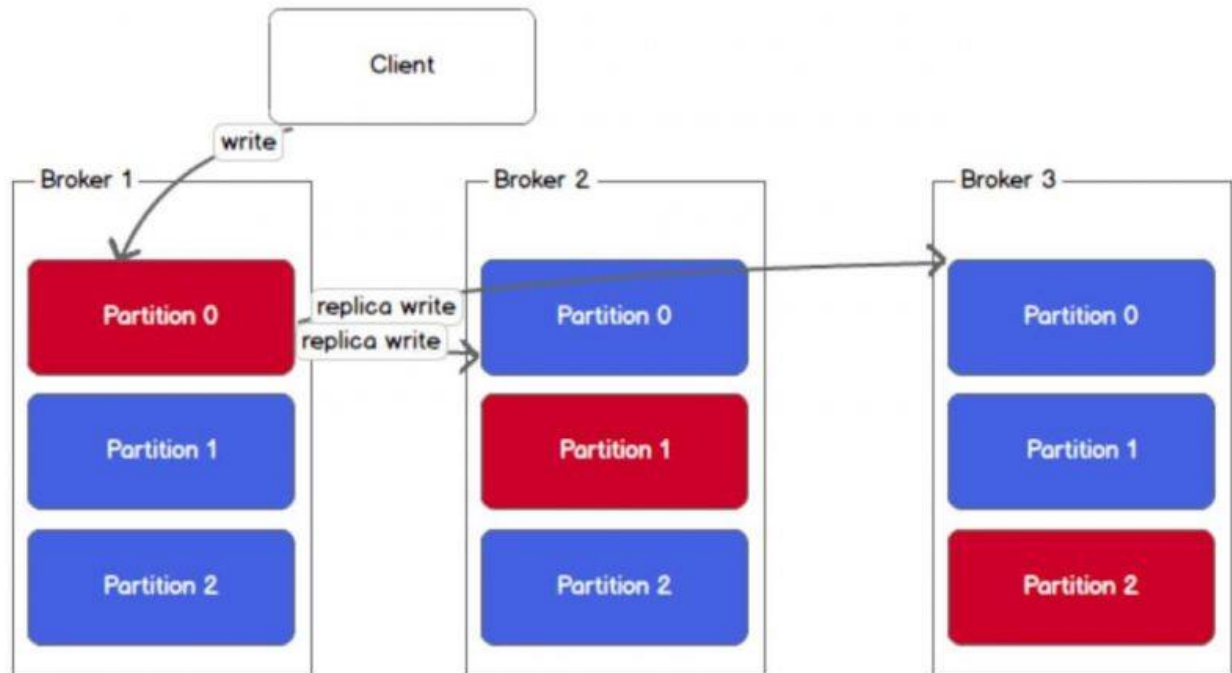 Client
write
Broker 1
Broker 2
Broker 3
Partition 0
replica write
replica write
Partition 0
Partition 0
Partition 1
Partition 1
Partition 1
Partition 2
Partition 2
Partition 2